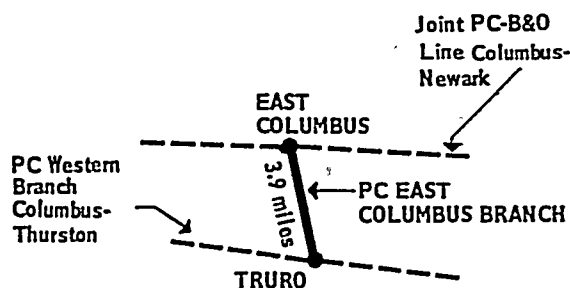 Joint PC-B&O
Line Columbus-
Newark
EAST
COLUMBUS
PC Western
Branch
Columbus-
Thurston
3.9 miles
PC EAST
COLUMBUS BRANCH
TRURO